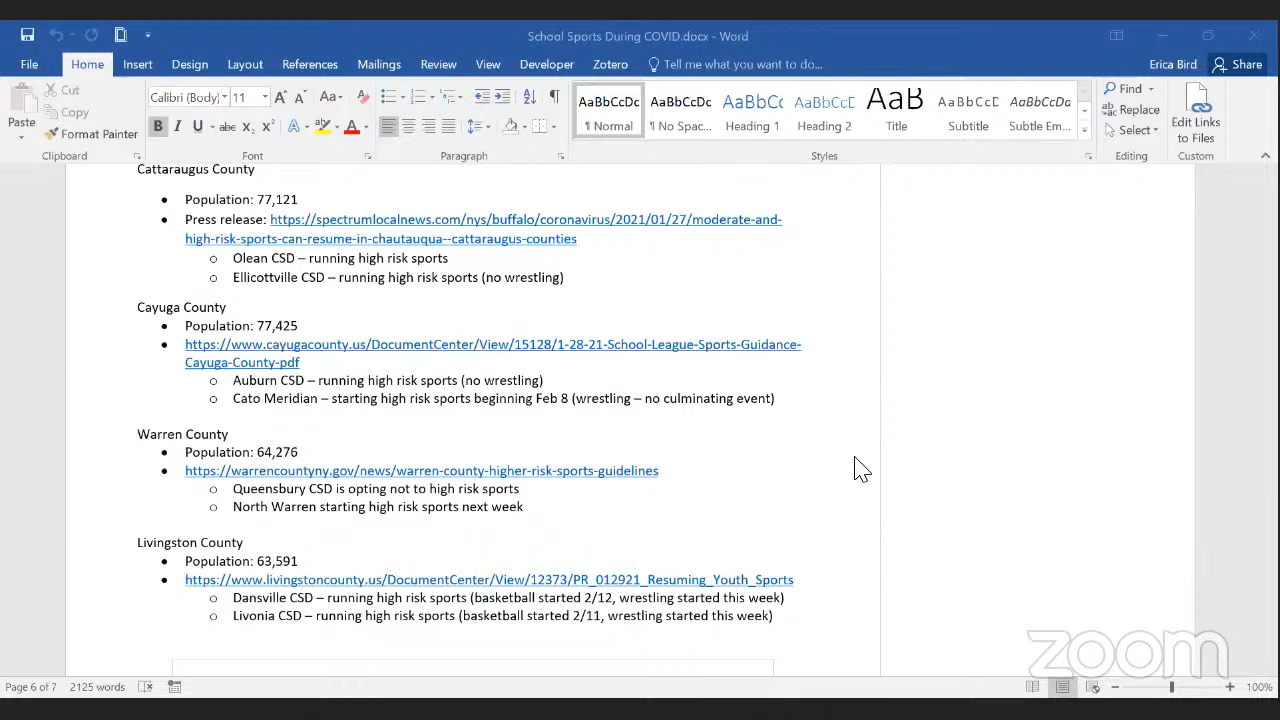 School Sports During COVID.docx - Word
File Home Insert Design Layout References Mailings Review View Developer Zotero Tell me what you want to do... Erica Bird Share
Paste
Cut
Copy
Format Painter
Clipboard
Calibri (Body) 11
Font
Paragraph
AaBbCcDc AaBbCcDc AaBbCc AaBbCcD AaB AaBbCcD AaBbCcDa
¶ Normal ¶ No Spac... Heading 1 Heading 2 Title Subtitle Subtle Em...
Styles
Find
Replace
Select
Editing
Edit Links
to Files
Custom
Cattaraugus County
• Population: 77,121
• Press release: https://spectrumlocalnews.com/nys/buffalo/coronavirus/2021/01/27/moderate-and-
high-risk-sports-can-resume-in-chautauqua--cattaraugus-counties
o Olean CSD – running high risk sports
o Ellicottville CSD – running high risk sports (no wrestling)
Cayuga County
• Population: 77,425
• https://www.cayugacounty.us/DocumentCenter/View/15128/1-28-21-School-League-Sports-Guidance-
Cayuga-County-pdf
o Auburn CSD – running high risk sports (no wrestling)
o Cato Meridian – starting high risk sports beginning Feb 8 (wrestling – no culminating event)
Warren County
• Population: 64,276
• https://warrencountyny.gov/news/warren-county-higher-risk-sports-guidelines
o Queensbury CSD is opting not to high risk sports
o North Warren starting high risk sports next week
Livingston County
• Population: 63,591
• https://www.livingstoncounty.us/DocumentCenter/View/12373/PR_012921_Resuming_Youth_Sports
o Dansville CSD – running high risk sports (basketball started 2/12, wrestling started this week)
o Livonia CSD – running high risk sports (basketball started 2/11, wrestling started this week)
zoom
Page 6 of 7 2125 words 100%